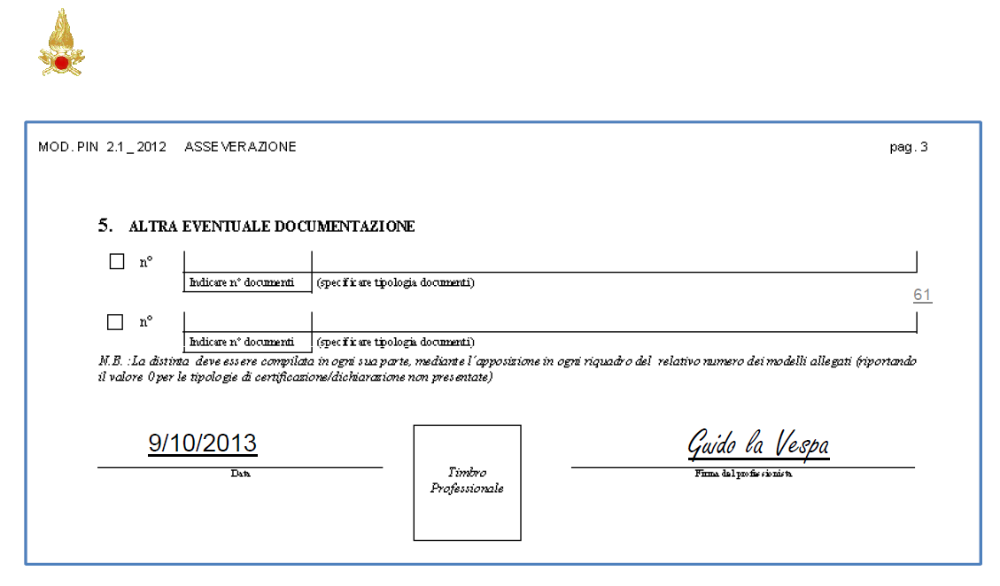 MOD. PIN 2.1_2012 ASSEVERAZIONE pag. 3
5. ALTRA EVENTUALE DOCUMENTAZIONE
n°
Indicare n° documenti (specificare tipologia documenti)
61
n°
Indicare n° documenti (specificare tipologia documenti)
N.B. :La distinta deve essere compilata in ogni sua parte, mediante l'apposizione in ogni riquadro del relativo numero dei modelli allegati (riportando
il valore 0 per le tipologie di certificazione/dichiarazione non presentate)
9/10/2013 Guido la Vespa
Data Timbro Firma del professionista
Professionale